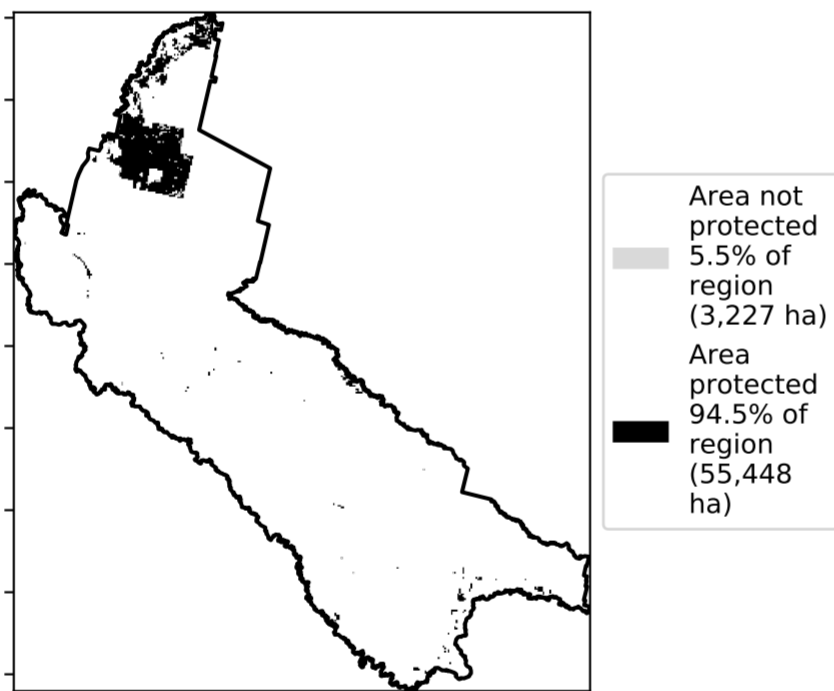 Area not
protected
5.5% of
region
(3,227 ha)
Area
protected
94.5% of
region
(55,448
ha)